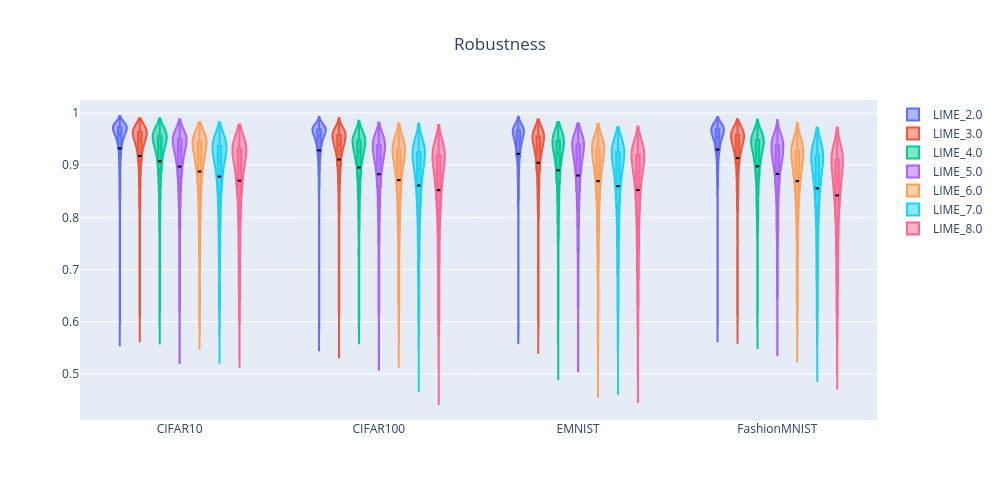 Robustness
1
0.9
0.8
0.7
0.6
0.5
CIFAR10
CIFAR100
EMNIST
FashionMNIST
LIME_2.0
LIME_3.0
LIME_4.0
LIME_5.0
LIME_6.0
LIME_7.0
LIME_8.0